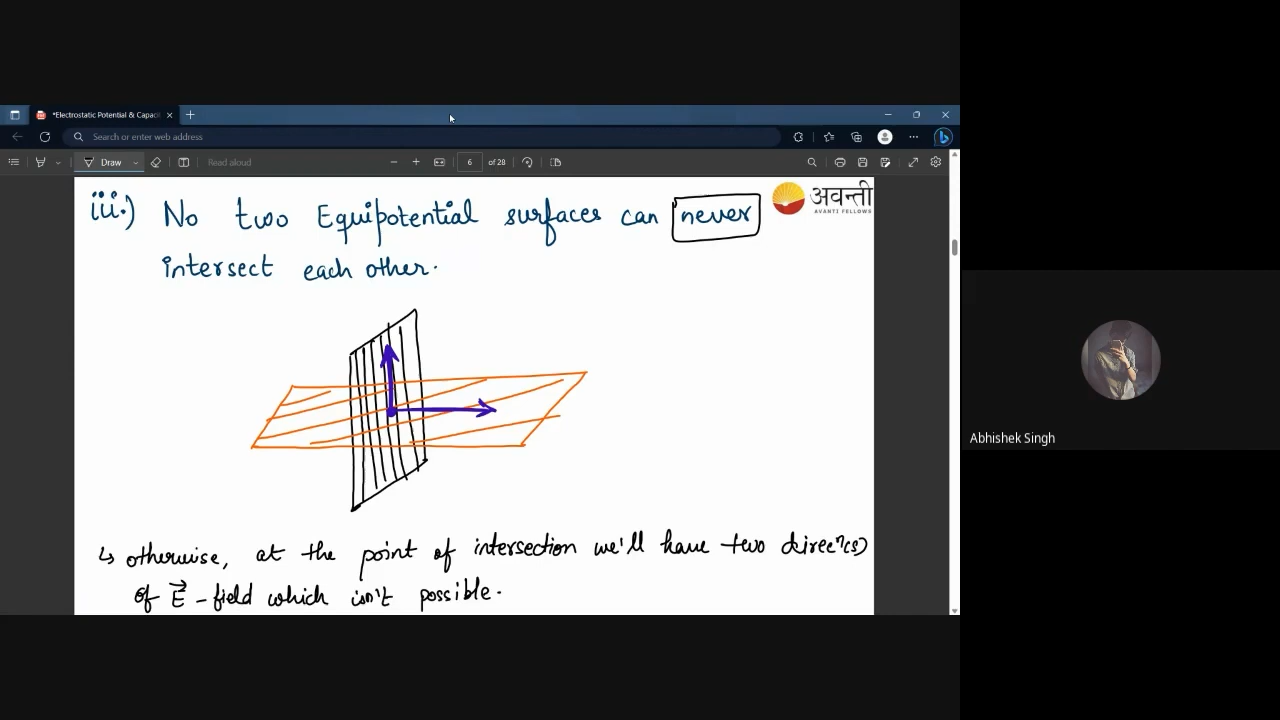 *Electrostatic Potential & Capaci
Search or enter web address
Draw
Read aloud
6 of 28
iii.) No two Equipotential surfaces can never
अवन्ती
AVANTI FELLOWS
intersect each other.
Abhishek Singh
↳ otherwise, at the point of intersection we'll have two direcⁿ(s)
of E⃗ - field which isn't possible.